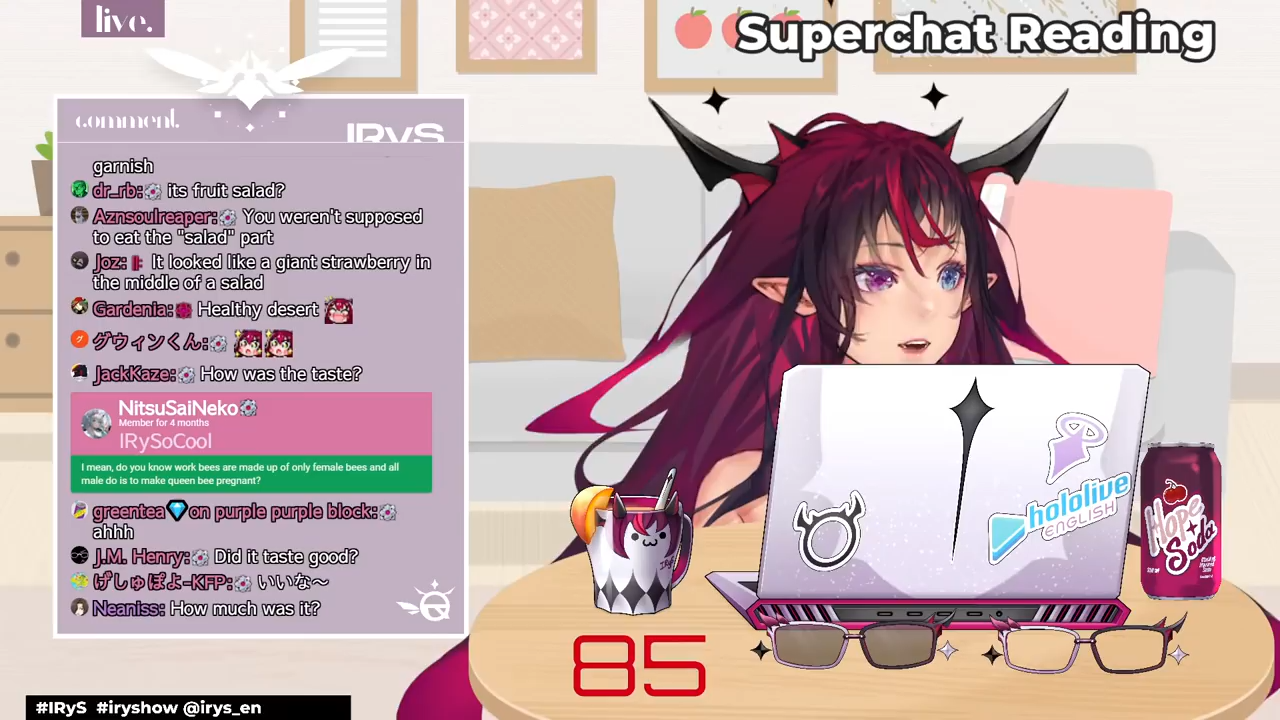 live.
Superchat Reading
comment.
IRyS
garnish
dr_rb: its fruit salad?
Aznsoulreaper: You weren't supposed
to eat the "salad" part
Joz: It looked like a giant strawberry in
the middle of a salad
Gardenia: Healthy desert
グウィンくん:
JackKaze: How was the taste?
NitsuSaiNeko
Member for 4 months
IRySoCool
I mean, do you know work bees are made up of only female bees and all
male do is to make queen bee pregnant?
greentea💎on purple purple block:
ahhh
J.M. Henry: Did it taste good?
げしゅぽよ-KFP: いいな~
Neaniss: How much was it?
hololive
ENGLISH
Hope
+
Soda
85
#IRyS #iryshow @irys_en